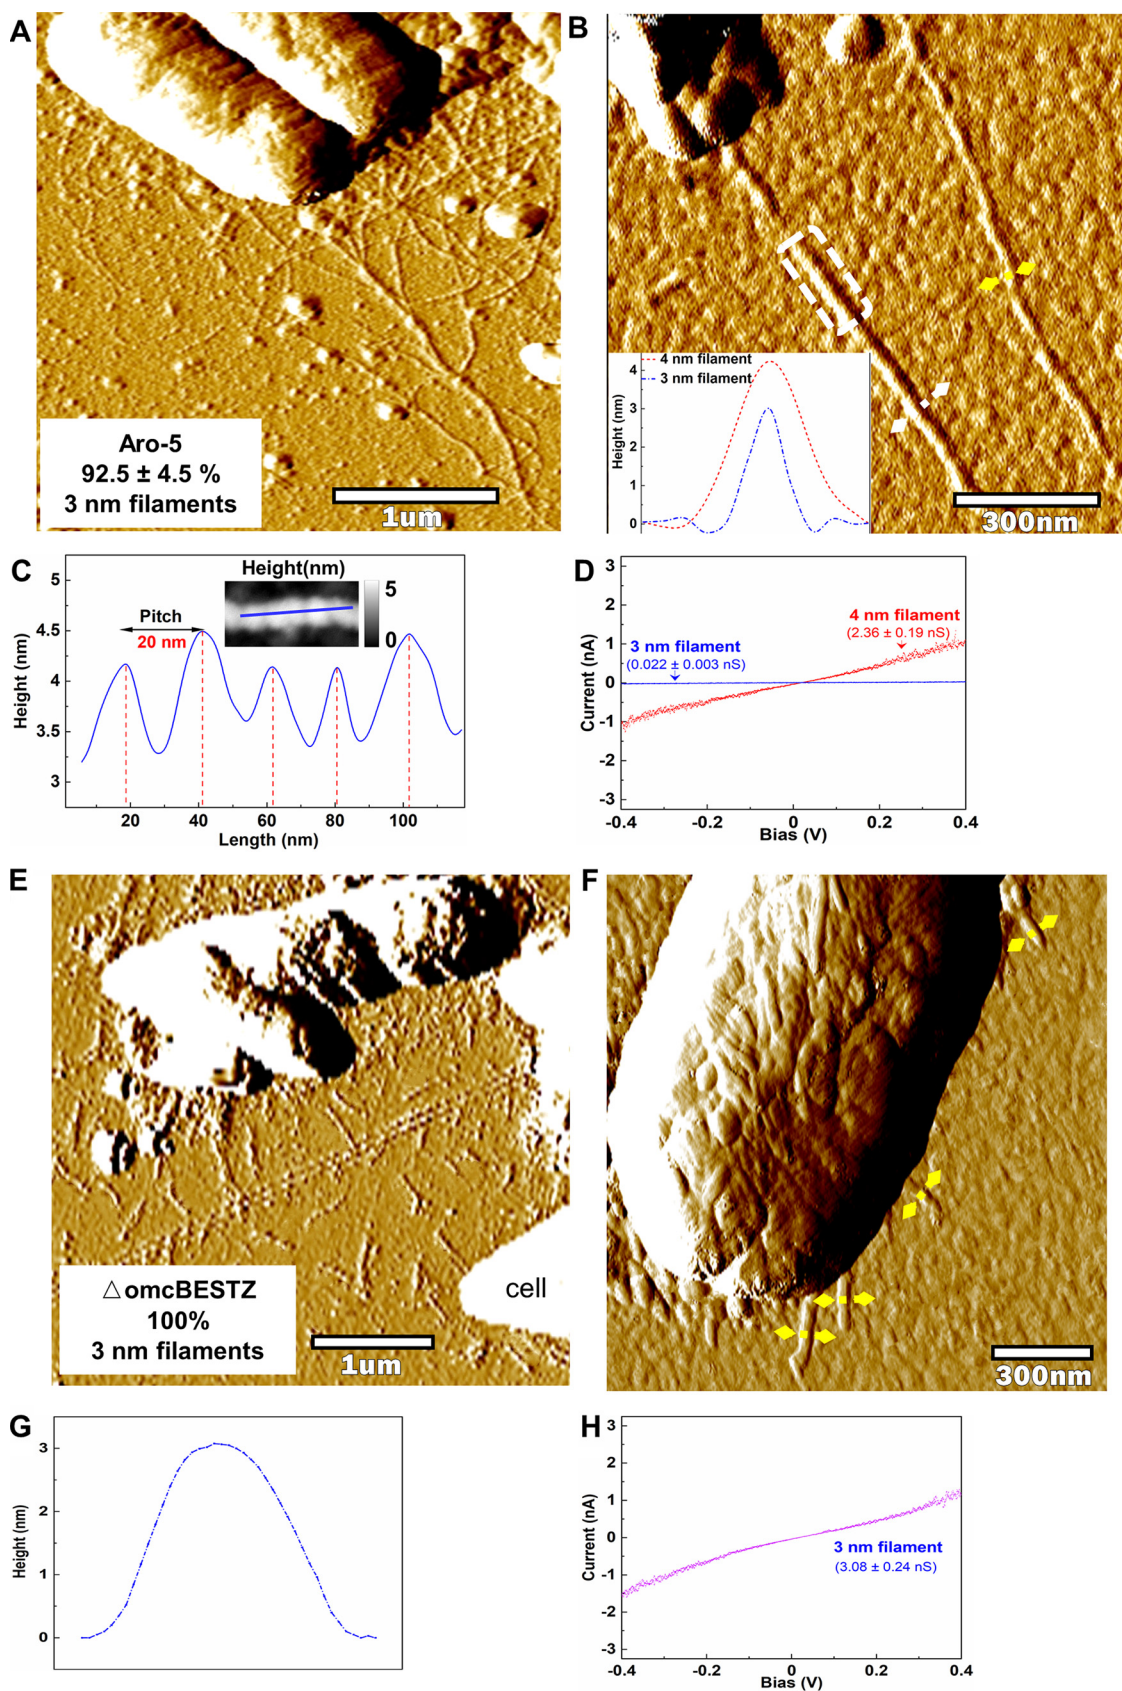 A
Aro-5
92.5 ± 4.5 %
3 nm filaments
1um
B
4 nm filament
3 nm filament
Height (nm)
4
3
2
1
0
300nm
C
Height(nm)
5
0
Pitch
20 nm
Height (nm)
5
4.5
4
3.5
3
20 40 60 80 100
Length (nm)
D
4 nm filament
(2.36 ± 0.19 nS)
3 nm filament
(0.022 ± 0.003 nS)
Current (nA)
3
2
1
0
-1
-2
-3
-0.4 -0.2 0 0.2 0.4
Bias (V)
E
△omcBESTZ
100%
3 nm filaments
cell
1um
F
300nm
G
Height (nm)
3
2
1
0
H
3 nm filament
(3.08 ± 0.24 nS)
Current (nA)
3
2
1
0
-1
-2
-3
-0.4 -0.2 0 0.2 0.4
Bias (V)